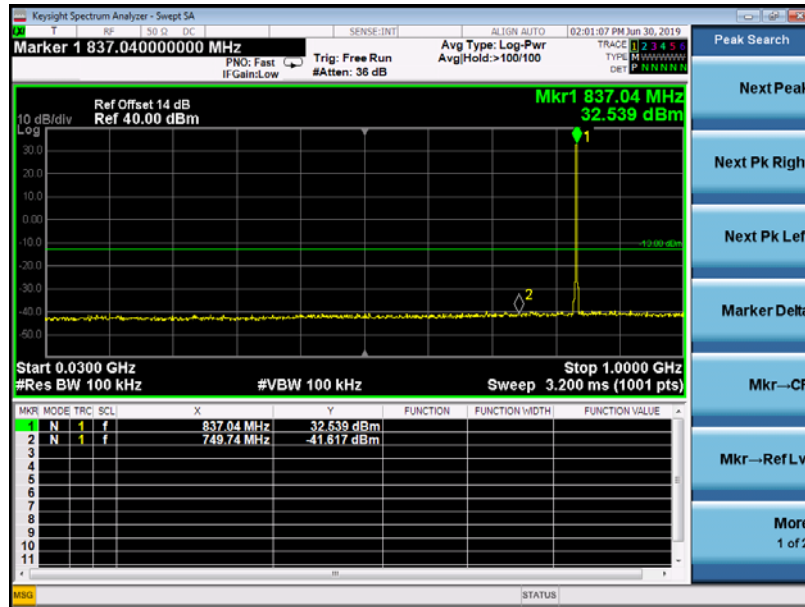 Keysight Spectrum Analyzer - Swept SA
T RF 50 Ω DC SENSE:INT ALIGN AUTO 02:01:07 PM Jun 30, 2019
Marker 1 837.040000000 MHz
PNO: Fast
IFGain:Low
Trig: Free Run
#Atten: 36 dB
Avg Type: Log-Pwr
Avg|Hold:>100/100
TRACE 1 2 3 4 5 6
TYPE M W W W W W
DET P N N N N N
Ref Offset 14 dB
Ref 40.00 dBm
10 dB/div
Log
Mkr1 837.04 MHz
32.539 dBm
1
30.0
20.0
10.0
0.00
-10.0
-13.00 dBm
-20.0
-30.0
2
-40.0
-50.0
Start 0.0300 GHz
Stop 1.0000 GHz
#Res BW 100 kHz
#VBW 100 kHz
Sweep 3.200 ms (1001 pts)
MKR MODE TRC SCL X Y FUNCTION FUNCTION WIDTH FUNCTION VALUE
1 N 1 f 837.04 MHz 32.539 dBm
2 N 1 f 749.74 MHz -41.617 dBm
3
4
5
6
7
8
9
10
11
MSG
STATUS
Peak Search
Next Peak
Next Pk Righ
Next Pk Lef
Marker Delta
Mkr→CF
Mkr→Ref Lv
More
1 of 2